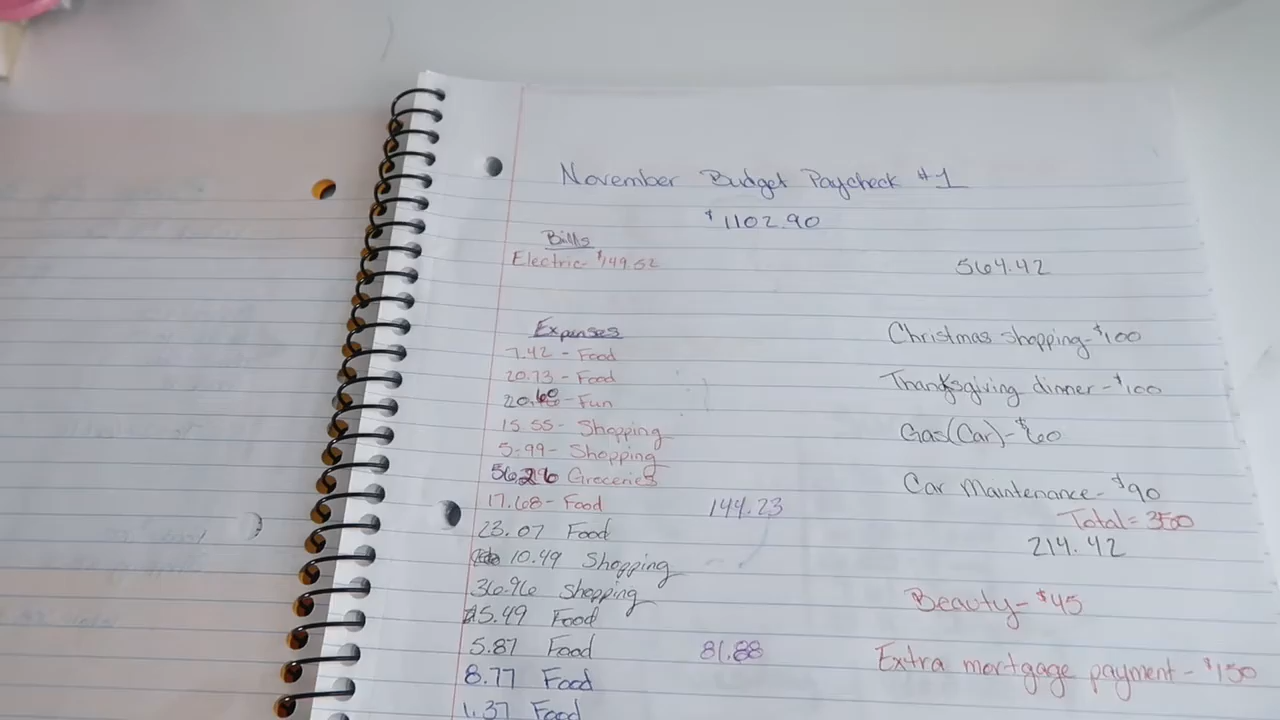 November Budget Paycheck #1
$1102.90
Bills
Electric- $149.52
564.42
Expenses
7.42 - Food
20.73 - Food
20.60 - Fun
15.55 - Shopping
5.99 - Shopping
56.26 Groceries
17.68 - Food
144.23
23.07 Food
10.49 Shopping
36.96 Shopping
5.49 Food
5.87 Food
81.88
8.77 Food
1.37 Food
Christmas shopping- $100
Thanksgiving dinner - $100
Gas(Car)- $60
Car Maintenance- $90
Total= 350
214.42
Beauty- $45
Extra mortgage payment - $150